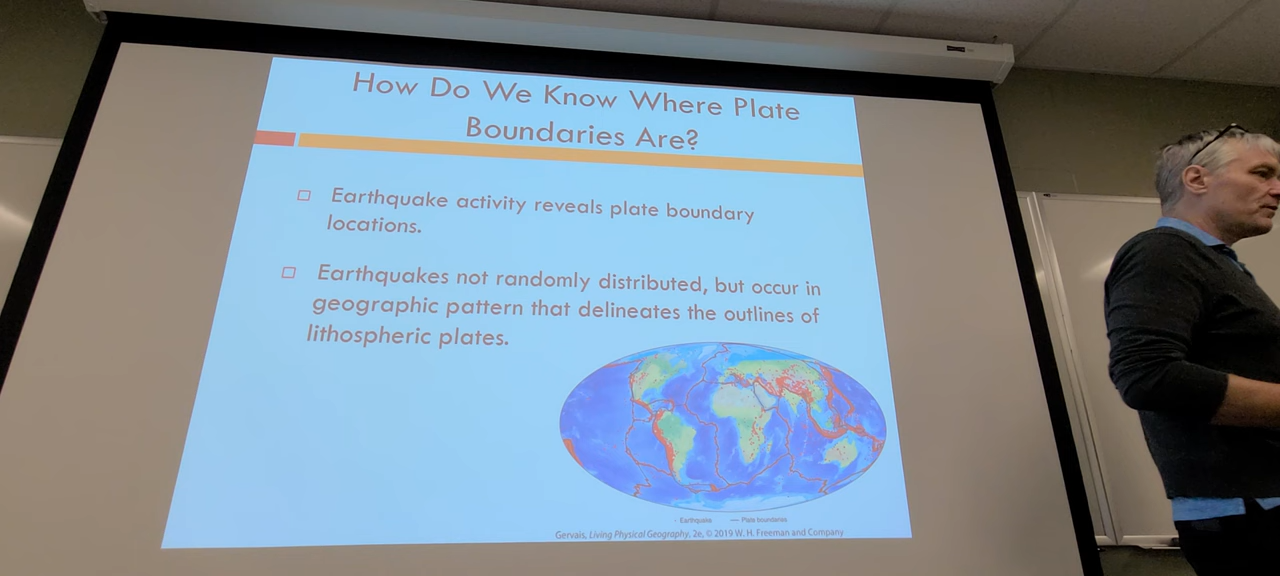 How Do We Know Where Plate
Boundaries Are?
Earthquake activity reveals plate boundary
locations.
Earthquakes not randomly distributed, but occur in
geographic pattern that delineates the outlines of
lithospheric plates.
Earthquake
Plate boundaries
Gervais, Living Physical Geography, 2e, © 2019 W. H. Freeman and Company